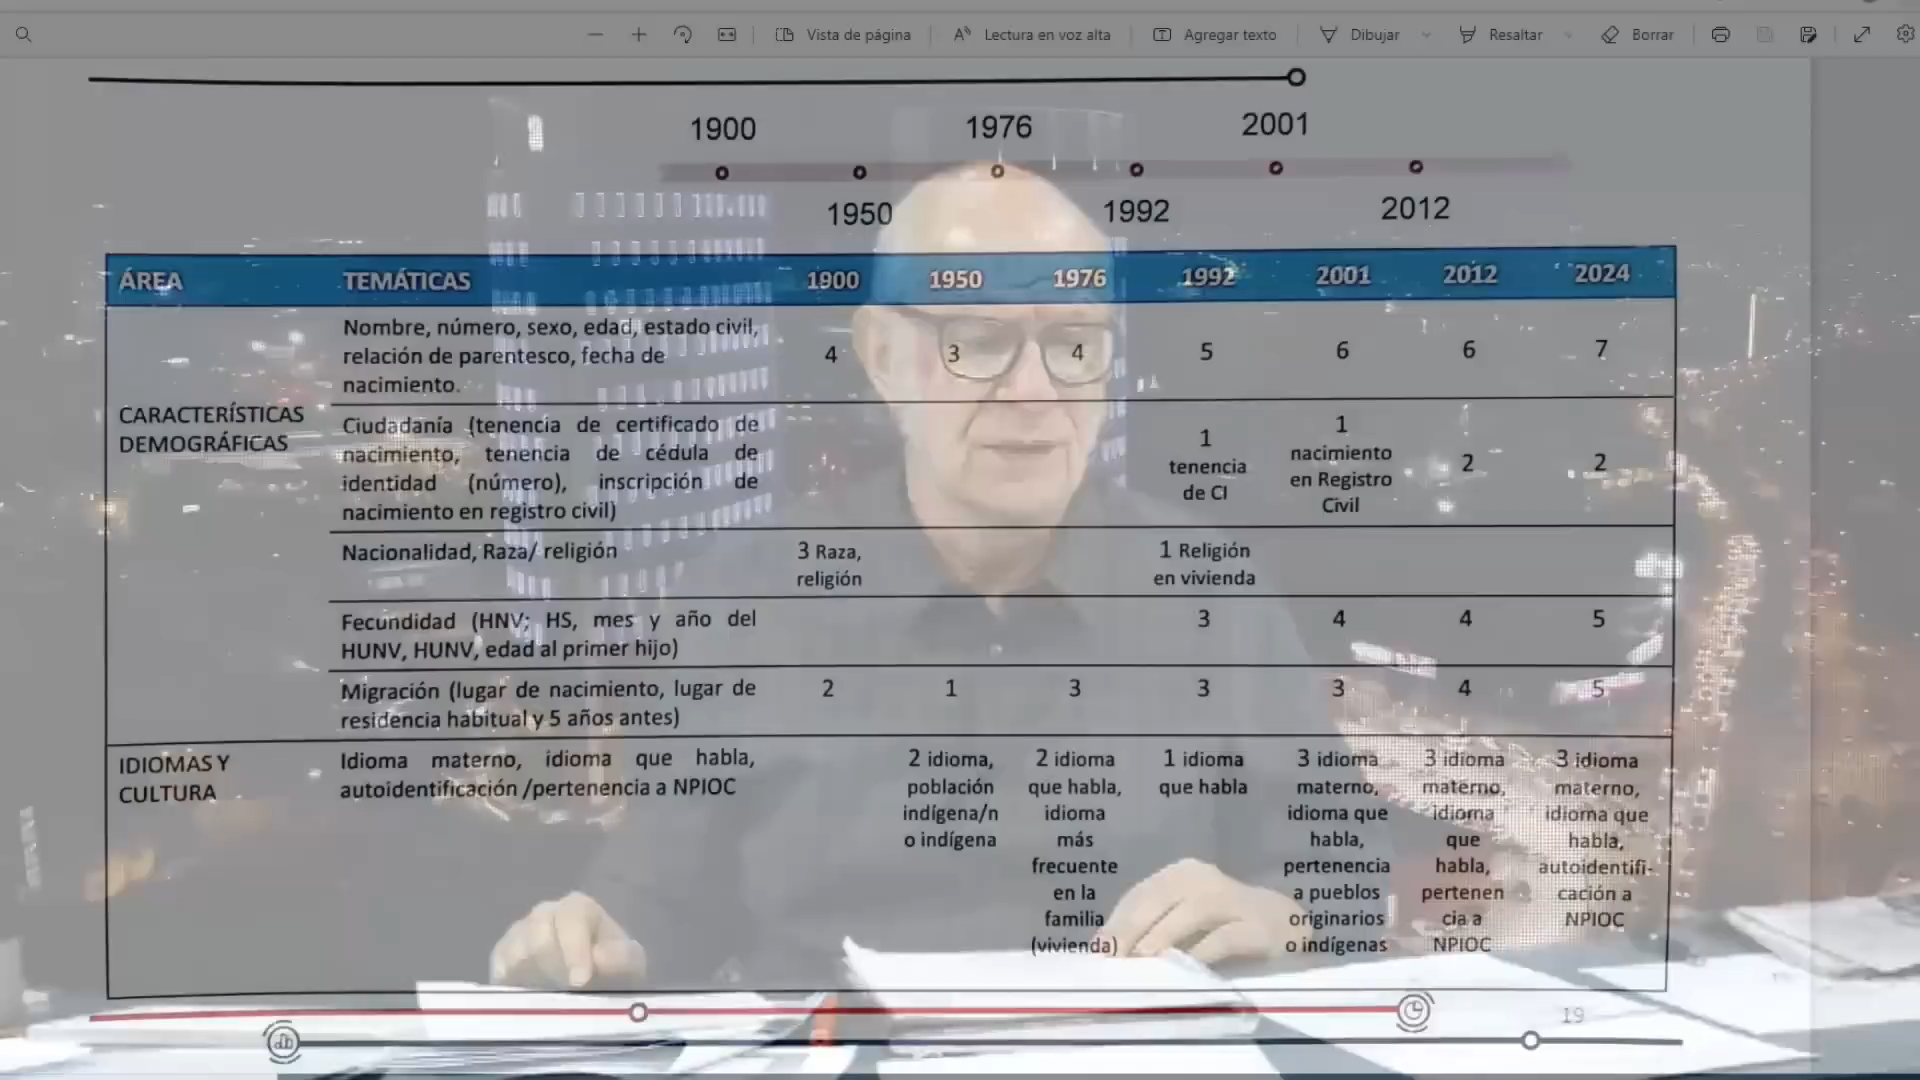 Vista de página
Lectura en voz alta
Agregar texto
Dibujar
Resaltar
Borrar
1900
1976
2001
1950
1992
2012
ÁREA TEMÁTICAS 1900 1950 1976 1992 2001 2012 2024
CARACTERÍSTICAS
DEMOGRÁFICAS
Nombre, número, sexo, edad, estado civil,
relación de parentesco, fecha de
nacimiento.
4 3 4 5 6 6 7
Ciudadanía (tenencia de certificado de
nacimiento, tenencia de cédula de
identidad (número), inscripción de
nacimiento en registro civil)
1
tenencia
de CI
1
nacimiento
en Registro
Civil
2
2
Nacionalidad, Raza/ religión
3 Raza,
religión
1 Religión
en vivienda
Fecundidad (HNV; HS, mes y año del
HUNV, HUNV, edad al primer hijo)
3 4 4 5
Migración (lugar de nacimiento, lugar de
residencia habitual y 5 años antes)
2 1 3 3 3 4 5
IDIOMAS Y
CULTURA
Idioma materno, idioma que habla,
autoidentificación /pertenencia a NPIOC
2 idioma,
población
indígena/n
o indígena
2 idioma
que habla,
idioma
más
frecuente
en la
familia
(vivienda)
1 idioma
que habla
3 idioma
materno,
idioma que
habla,
pertenencia
a pueblos
originarios
o indígenas
3 idioma
materno,
idioma
que
habla,
pertenen
cia a
NPIOC
3 idioma
materno,
idioma que
habla,
autoidentifi-
cación a
NPIOC
19